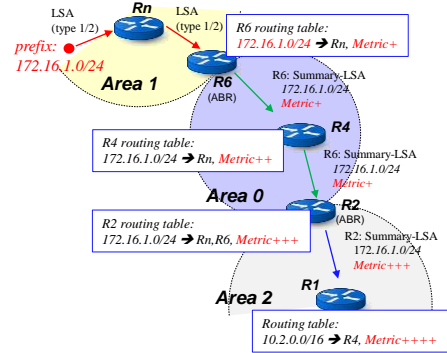 LSA
(type 1/2)
Rn
LSA
(type 1/2)
prefix:
172.16.1.0/24
Area 1
R6
(ABR)
R6 routing table:
172.16.1.0/24 ➔ Rn, Metric+
R6: Summary-LSA
172.16.1.0/24
Metric+
R4
R4 routing table:
172.16.1.0/24 ➔ Rn, Metric++
R6: Summary-LSA
172.16.1.0/24
Metric+
Area 0
R2
(ABR)
R2 routing table:
172.16.1.0/24 ➔ Rn,R6, Metric+++
R2: Summary-LSA
172.16.1.0/24
Metric+++
R1
Area 2
Routing table:
10.2.0.0/16 ➔ R4, Metric++++